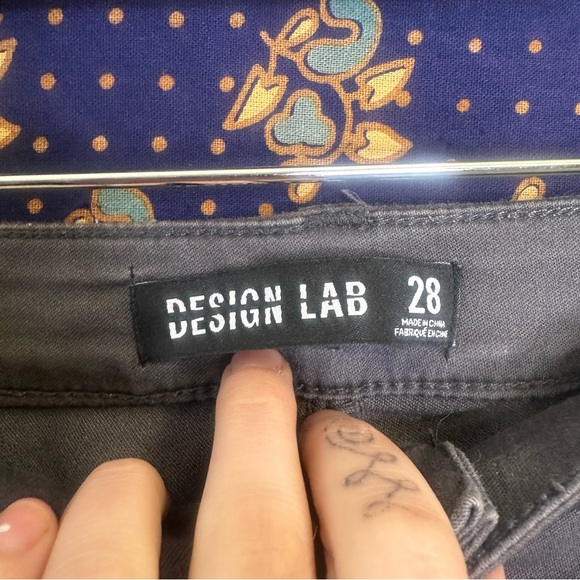 DESIGN LAB
28
MADE IN CHINA
FABRIQUÉ EN CHINE